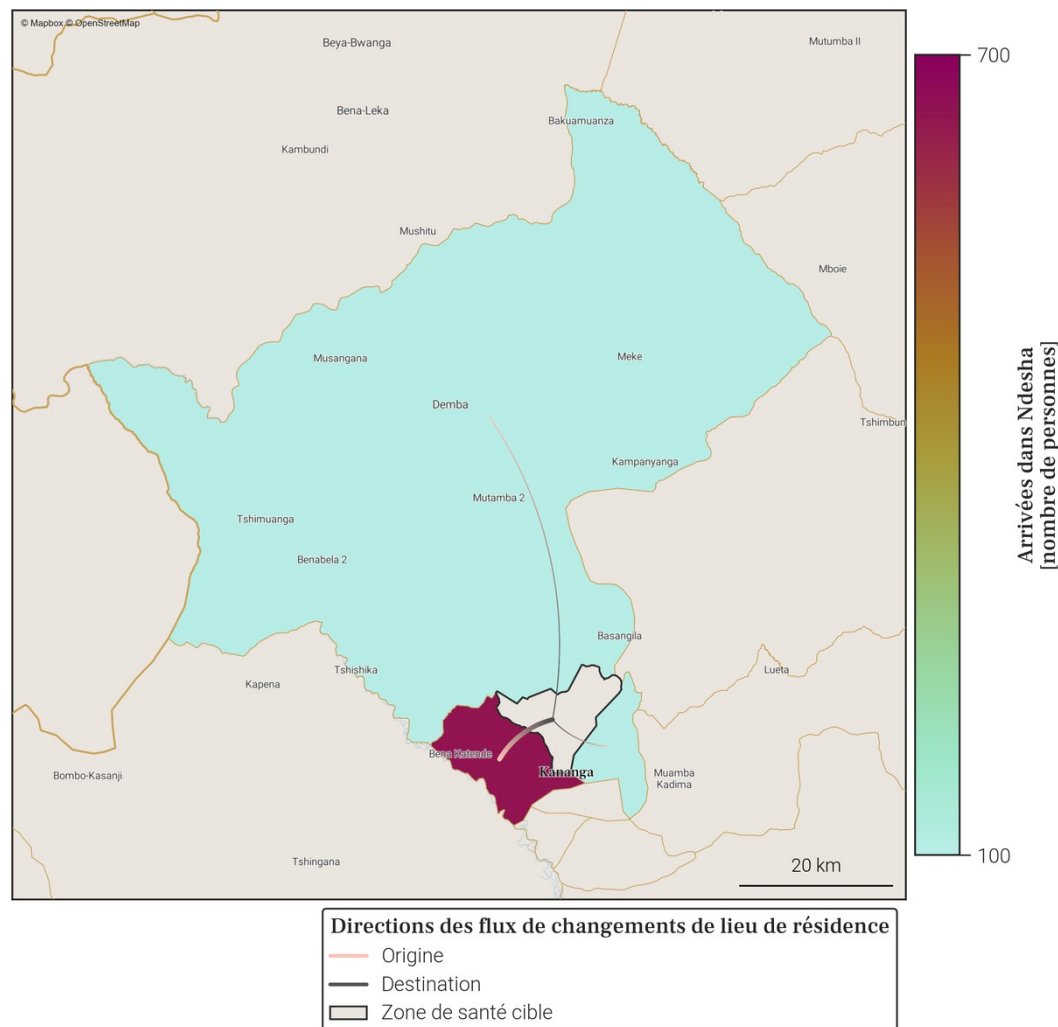 © Mapbox © OpenStreetMap
Beya-Bwanga
Mutumba II
Bena-Leka
Bakuamuanza
Kambundi
Mushitu
Mboie
Musangana
Meke
Demba
Tshimbun
Kampanyanga
Mutamba 2
Tshimuanga
Benabela 2
Basangila
Tshishika
Lueta
Kapena
Bena Katende
Kananga
Bombo-Kasanji
Muamba
Kadima
Tshingana
20 km
700
100
Arrivées dans Ndesha
[nombre de personnes]
Directions des flux de changements de lieu de résidence
Origine
Destination
Zone de santé cible